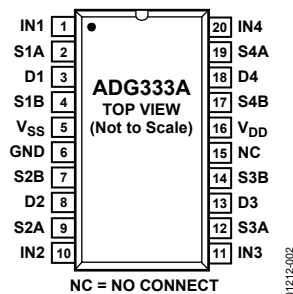 IN1 1 20 IN4
S1A 2 19 S4A
D1 3 18 D4
S1B 4 17 S4B
VSS 5 16 VDD
GND 6 15 NC
S2B 7 14 S3B
D2 8 13 D3
S2A 9 12 S3A
IN2 10 11 IN3
ADG333A
TOP VIEW
(Not to Scale)
NC = NO CONNECT
01212-002